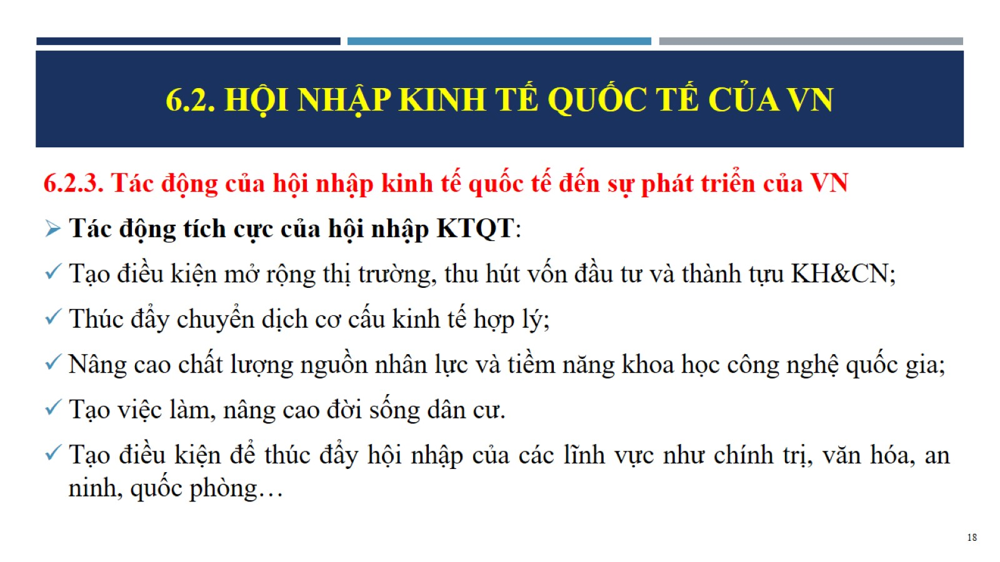 6.2. HỘI NHẬP KINH TẾ QUỐC TẾ CỦA VN
6.2.3. Tác động của hội nhập kinh tế quốc tế đến sự phát triển của VN
➢ Tác động tích cực của hội nhập KTQT:
✓ Tạo điều kiện mở rộng thị trường, thu hút vốn đầu tư và thành tựu KH&CN;
✓ Thúc đẩy chuyển dịch cơ cấu kinh tế hợp lý;
✓ Nâng cao chất lượng nguồn nhân lực và tiềm năng khoa học công nghệ quốc gia;
✓ Tạo việc làm, nâng cao đời sống dân cư.
✓ Tạo điều kiện để thúc đẩy hội nhập của các lĩnh vực như chính trị, văn hóa, an
ninh, quốc phòng…
18